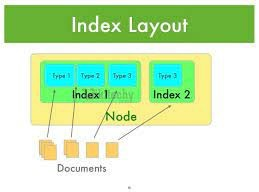 Index Layout
Type 1 Type 2 Type 3 Type 3
Index 1 Index 2
Node
Documents